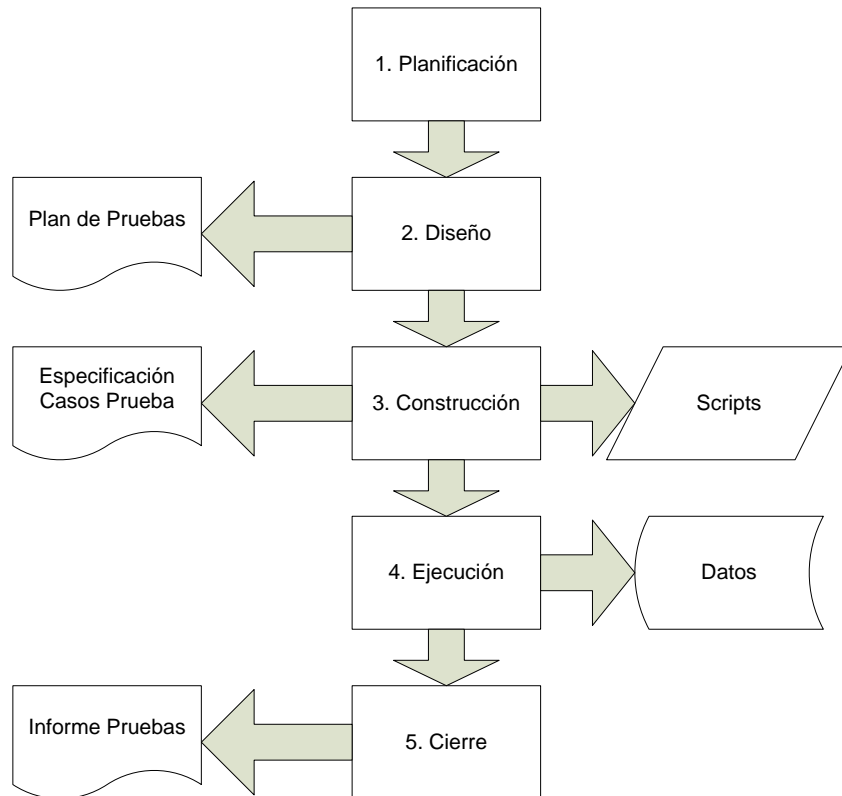 1. Planificación
Plan de Pruebas
2. Diseño
Especificación
Casos Prueba
3. Construcción
Scripts
4. Ejecución
Datos
Informe Pruebas
5. Cierre